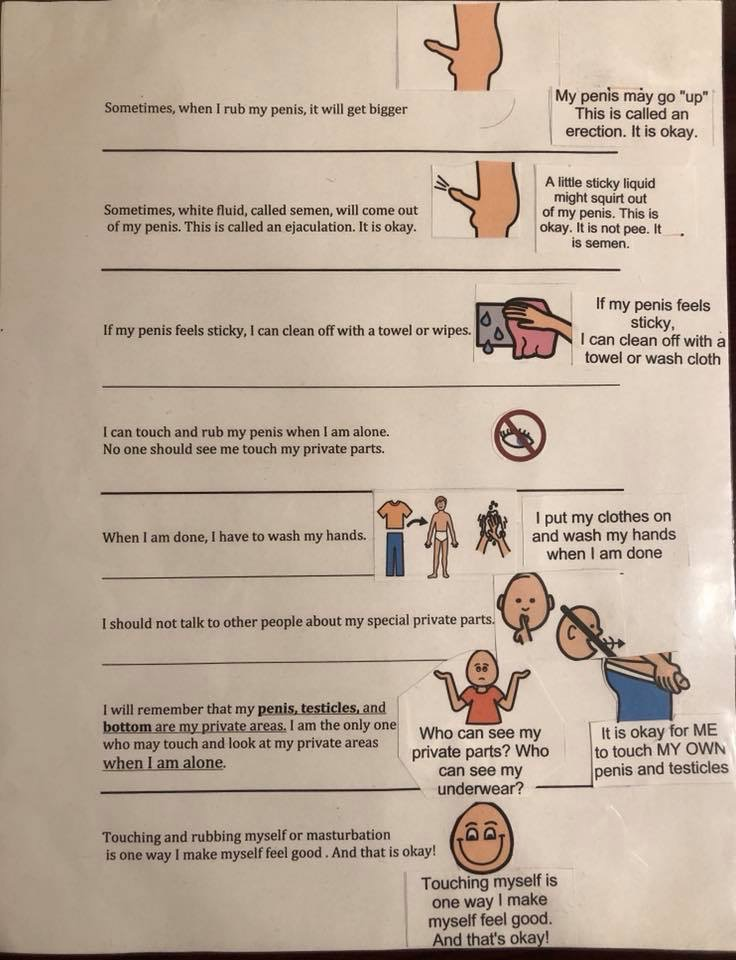 Sometimes, when I rub my penis, it will get bigger
My penis may go "up"
This is called an
erection. It is okay.
Sometimes, white fluid, called semen, will come out
of my penis. This is called an ejaculation. It is okay.
A little sticky liquid
might squirt out
of my penis. This is
okay. It is not pee. It
is semen.
If my penis feels sticky, I can clean off with a towel or wipes.
If my penis feels
sticky,
I can clean off with a
towel or wash cloth
I can touch and rub my penis when I am alone.
No one should see me touch my private parts.
When I am done, I have to wash my hands.
I put my clothes on
and wash my hands
when I am done
I should not talk to other people about my special private parts.
I will remember that my penis, testicles, and
bottom are my private areas. I am the only one
who may touch and look at my private areas
when I am alone.
Who can see my
private parts? Who
can see my
underwear?
It is okay for ME
to touch MY OWN
penis and testicles
Touching and rubbing myself or masturbation
is one way I make myself feel good . And that is okay!
Touching myself is
one way I make
myself feel good.
And that's okay!